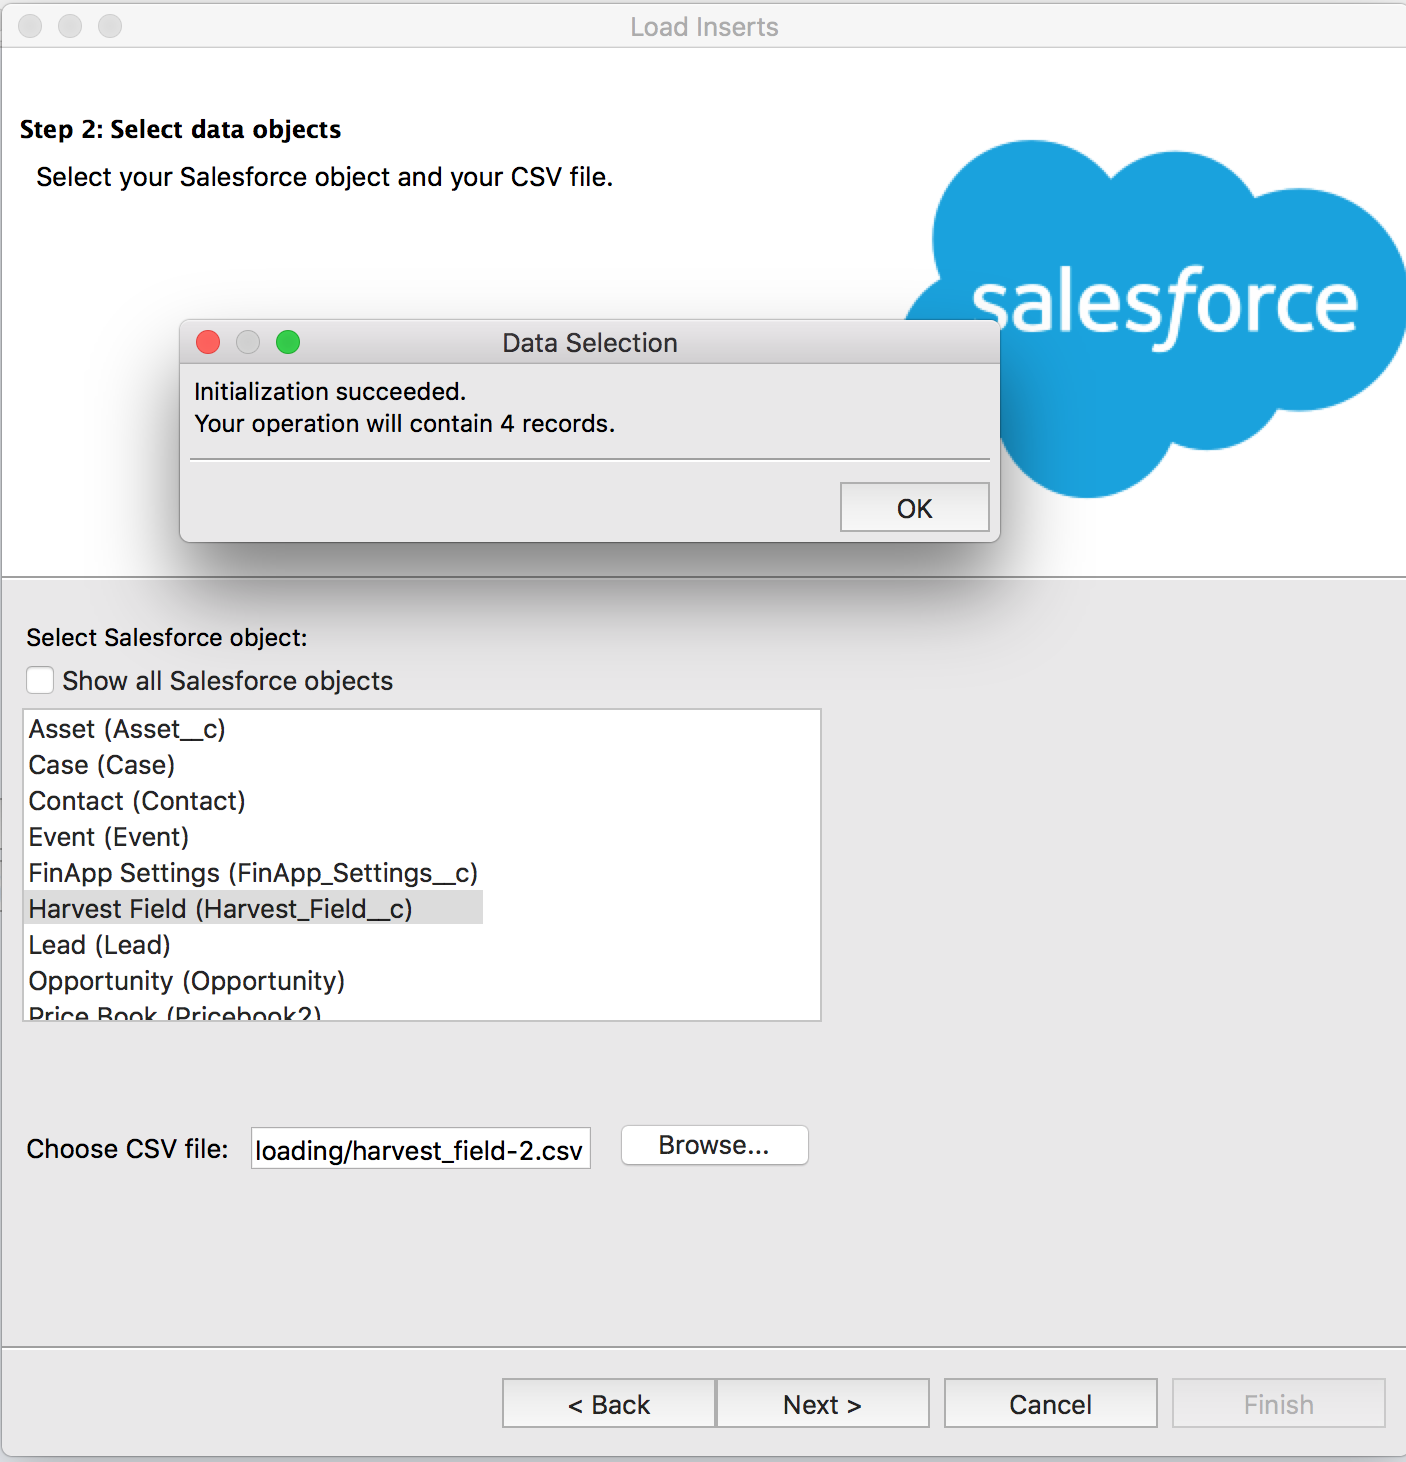 Load Inserts
Step 2: Select data objects
Select your Salesforce object and your CSV file.
salesforce
Data Selection
Initialization succeeded.
Your operation will contain 4 records.
OK
Select Salesforce object:
Show all Salesforce objects
Asset (Asset__c)
Case (Case)
Contact (Contact)
Event (Event)
FinApp Settings (FinApp_Settings__c)
Harvest Field (Harvest_Field__c)
Lead (Lead)
Opportunity (Opportunity)
Price Book (Pricebook2)
Choose CSV file: loading/harvest_field-2.csv Browse...
< Back Next > Cancel Finish